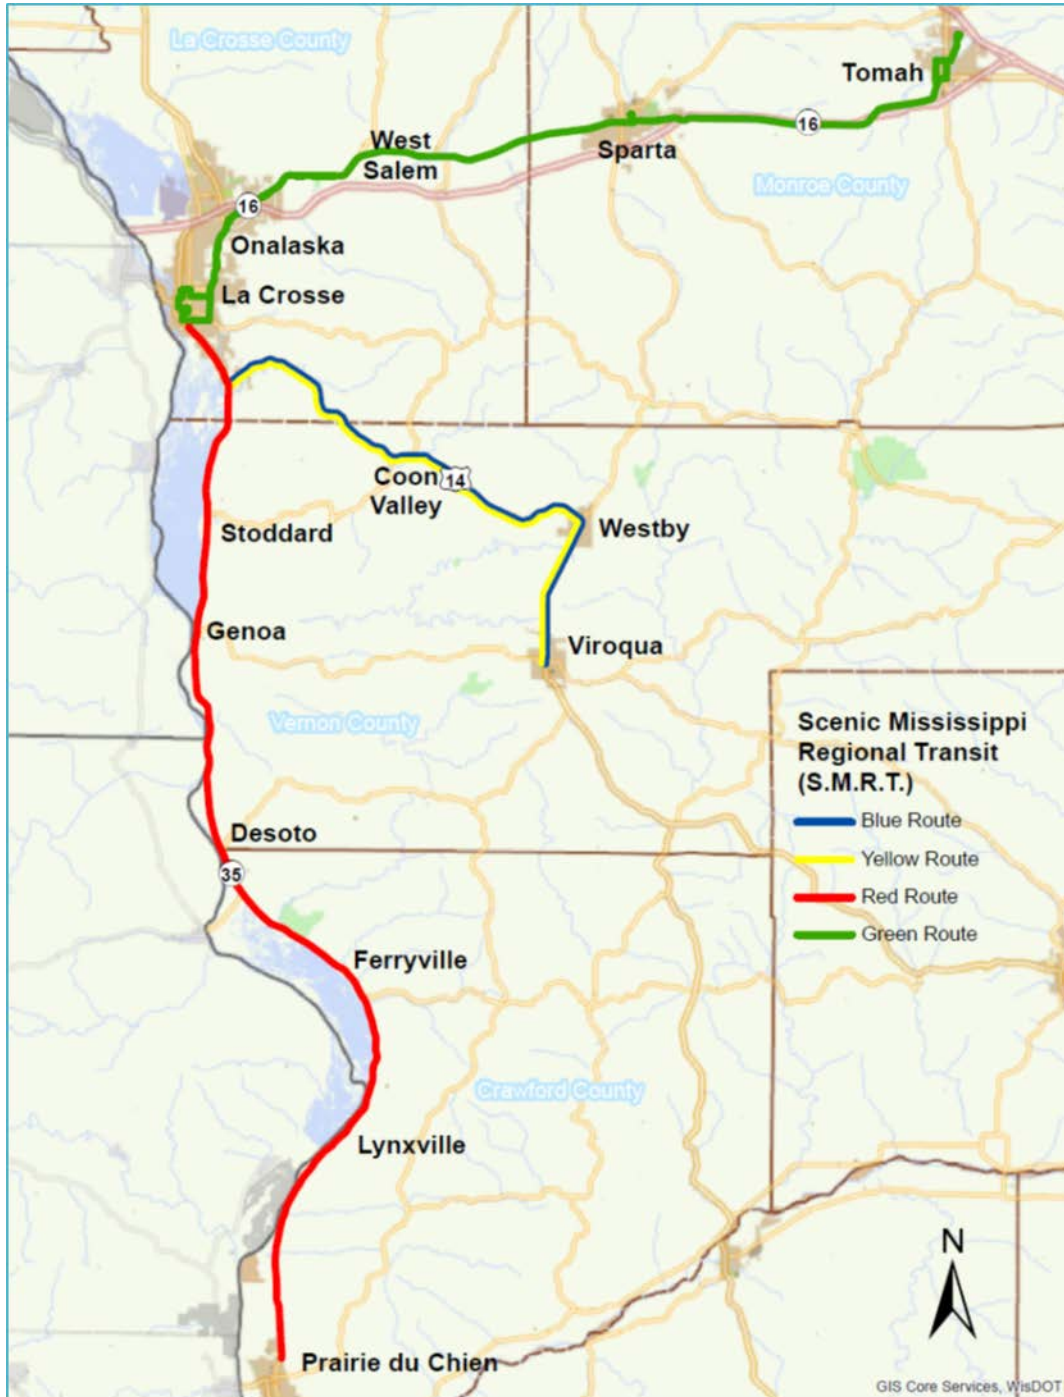 La Crosse County
Tomah
16
West
Salem
Sparta
Monroe County
16
Onalaska
La Crosse
Coon
Valley
14
Stoddard
Westby
Genoa
Viroqua
Vernon County
Scenic Mississippi
Regional Transit
(S.M.R.T.)
Blue Route
Yellow Route
Red Route
Green Route
Desoto
35
Ferryville
Crawford County
Lynxville
N
Prairie du Chien
GIS Core Services, WisDOT